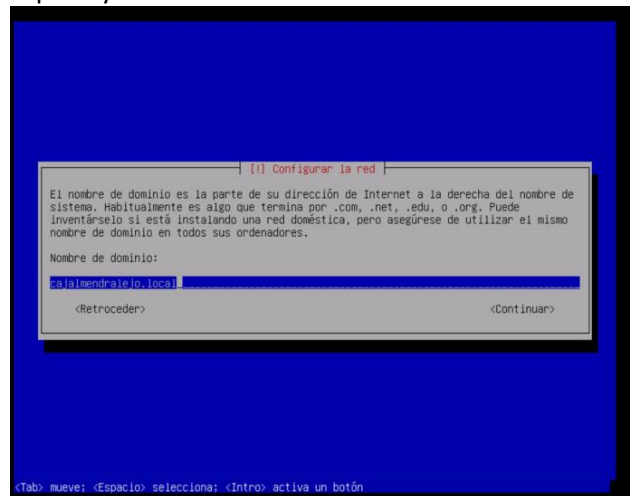 [!] Configurar la red
El nombre de dominio es la parte de su dirección de Internet a la derecha del nombre de
sistema. Habitualmente es algo que termina por .com, .net, .edu, o .org. Puede
inventárselo si está instalando una red doméstica, pero asegúrese de utilizar el mismo
nombre de dominio en todos sus ordenadores.
Nombre de dominio:
cajalmendralejo.local
<Retroceder> <Continuar>
<Tab> mueve; <Espacio> selecciona; <Intro> activa un botón